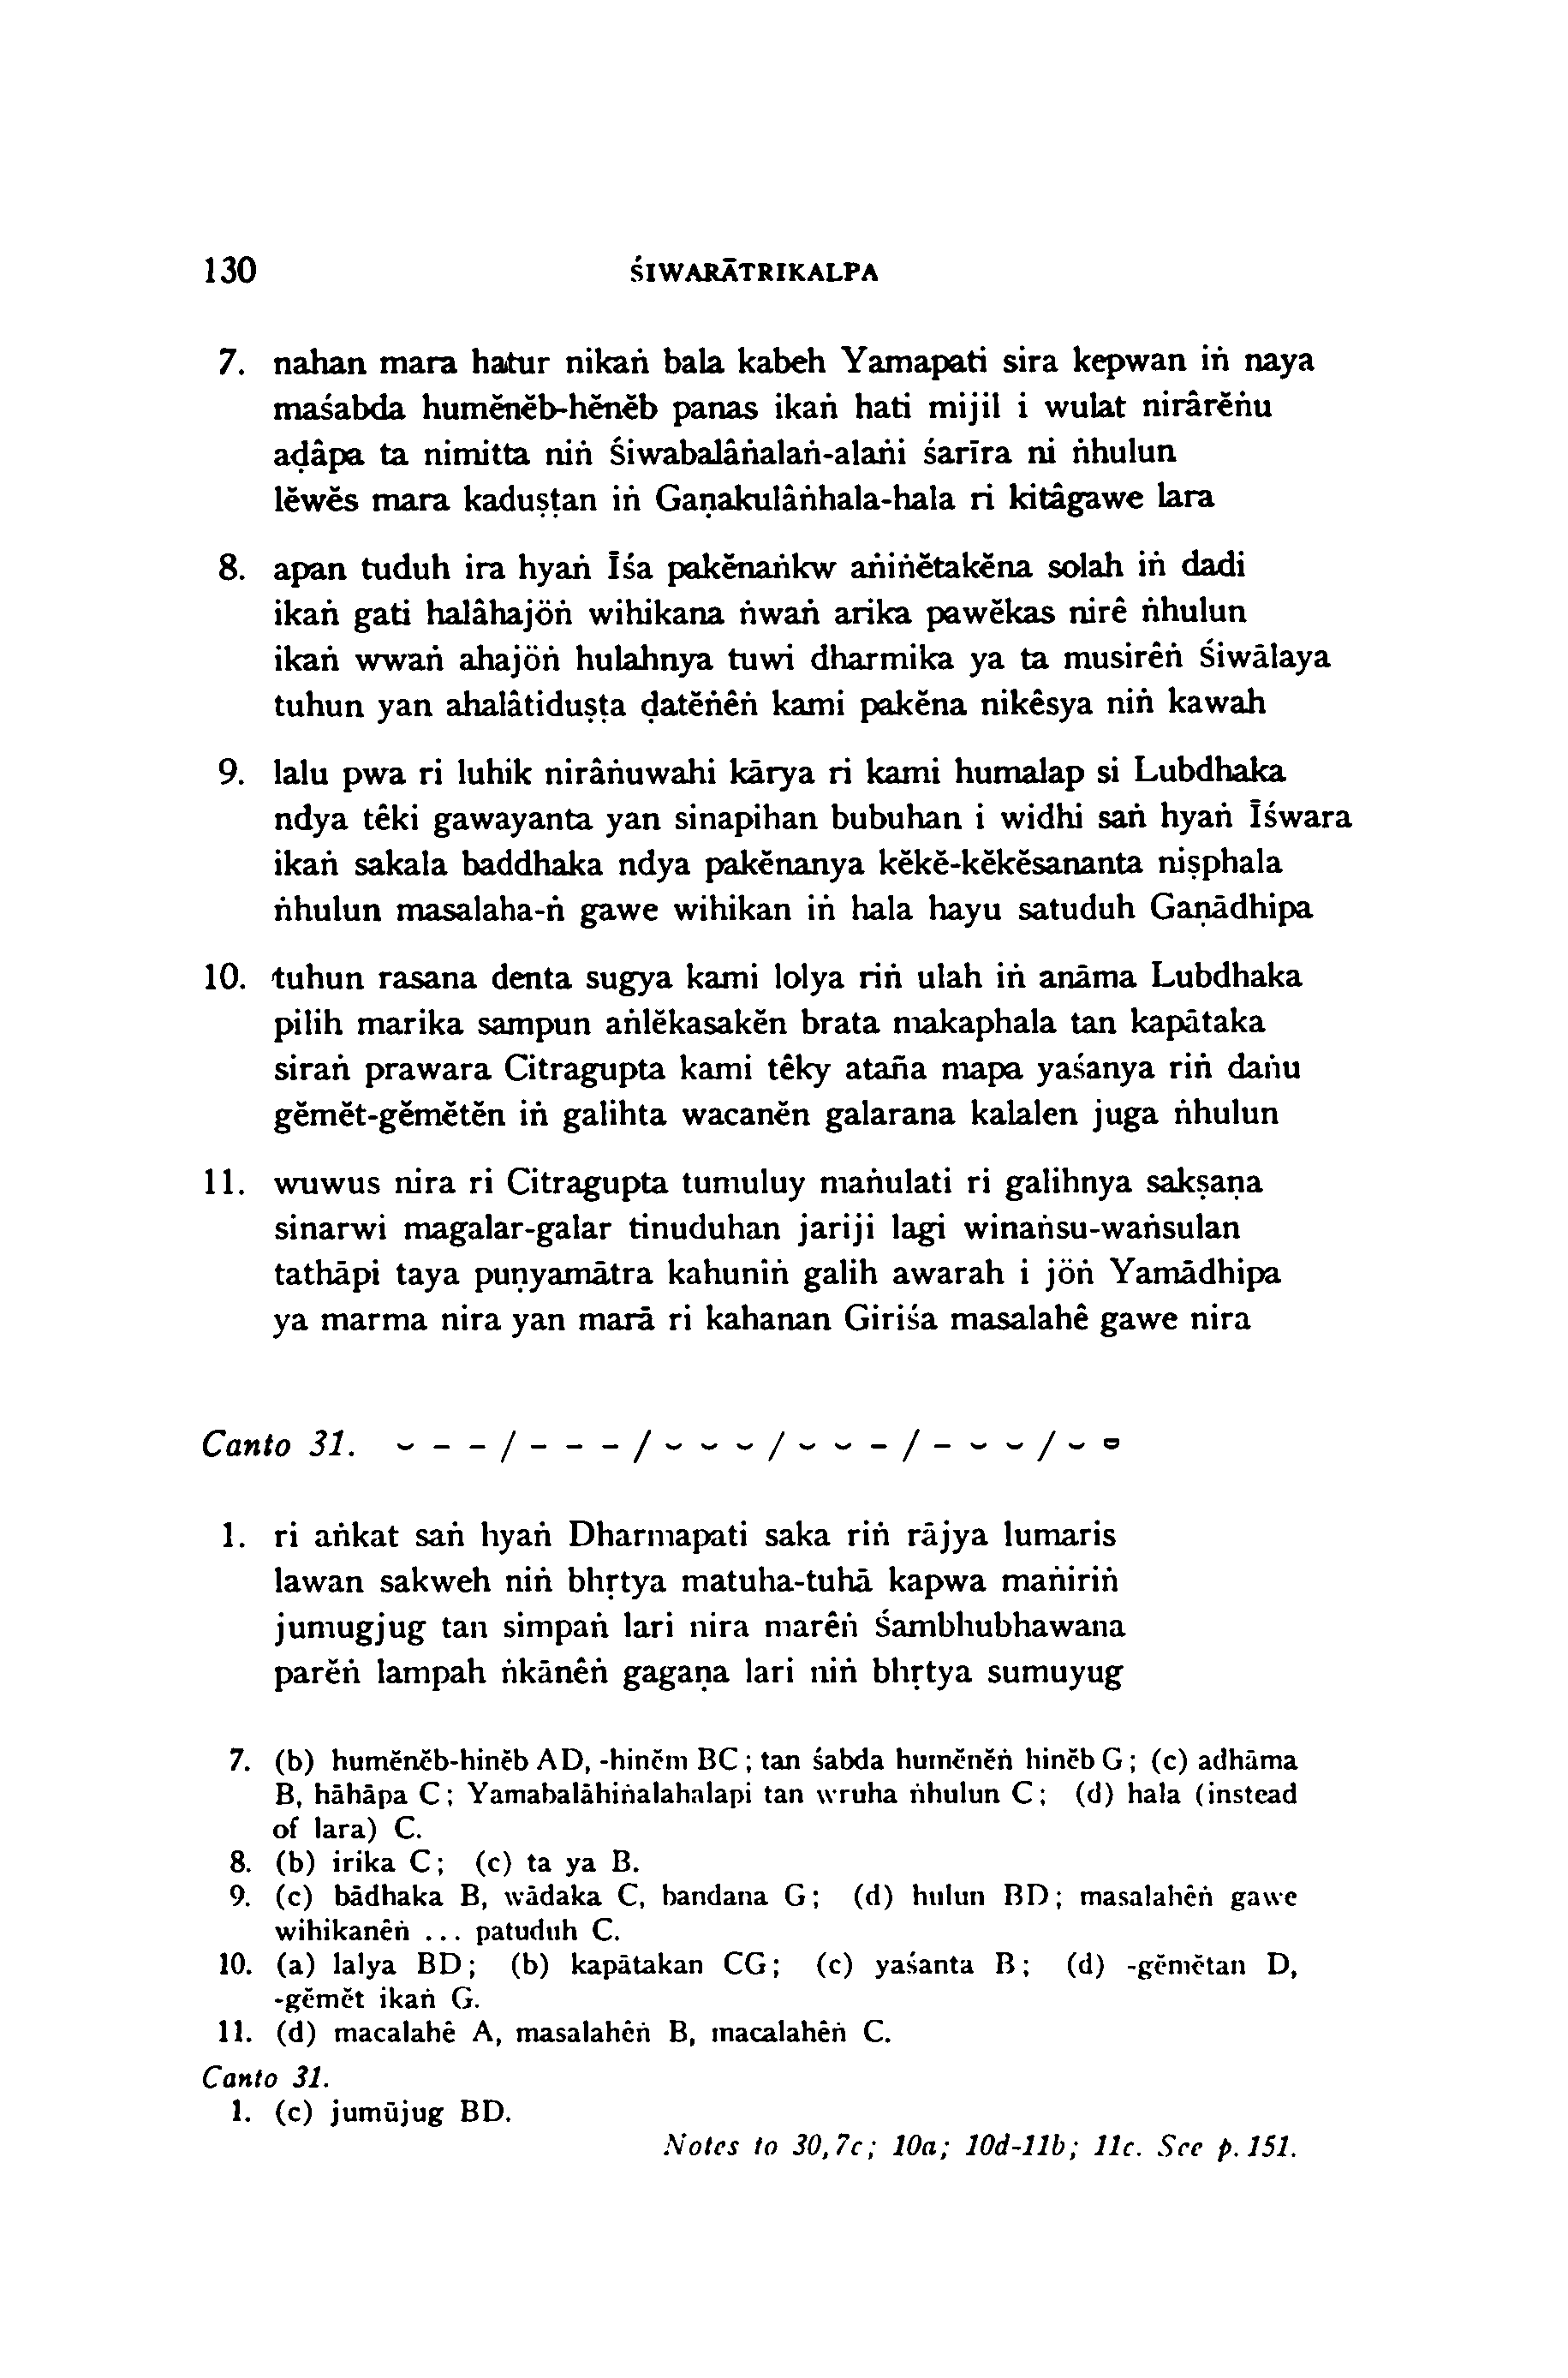 130 ŚIWARĀTRIKALPA
7. nahan mara hatur nikaṅ bala kabeh Yamapati sira kepwan iṅ naya
maśabda humĕnĕb-hĕnĕb panas ikaṅ hati mijil i wulat nirârĕṅu
aḍâpa ta nimitta niṅ Śiwabalâṅalaṅ-alaṅi śarīra ni ṅhulun
lĕwĕs mara kaduṣṭan iṅ Gaṇakulâṅhala-hala ri kitâgawe lara
8. apan tuduh ira hyaṅ Īśa pakĕnaṅkw aṅiṅĕtakĕna solah iṅ dadi
ikaṅ gati halâhajöṅ wihikana ṅwaṅ arika pawĕkas nirê ṅhulun
ikaṅ wwaṅ ahajöṅ hulahnya tuwi dharmika ya ta musirêṅ Śiwālaya
tuhun yan ahalâtiduṣṭa ḍatĕṅêṅ kami pakĕna nikêsya niṅ kawah
9. lalu pwa ri luhik nirâṅuwahi kārya ri kami humalap si Lubdhaka
ndya têki gawayanta yan sinapihan bubuhan i widhi saṅ hyaṅ Īśwara
ikaṅ sakala baddhaka ndya pakĕnanya kĕkĕ-kĕkĕsananta niṣphala
ṅhulun masalaha-ṅ gawe wihikan iṅ hala hayu satuduh Gaṇādhipa
10. tuhun rasana denta sugya kami lolya riṅ ulah iṅ anāma Lubdhaka
pilih marika sampun aṅlĕkasakĕn brata makaphala tan kapātaka
siraṅ prawara Citragupta kami têky ataña mapa yaśanya riṅ daṅu
gĕmĕt-gĕmĕtĕn iṅ galihta wacanĕn galarana kalalen juga ṅhulun
11. wuwus nira ri Citragupta tumuluy maṅulati ri galihnya sakṣaṇa
sinarwi magalar-galar tinuduhan jariji lagi winaṅsu-waṅsulan
tathāpi taya puṇyamātra kahuniṅ galih awarah i jöṅ Yamādhipa
ya marma nira yan marā ri kahanan Giriśa masalahê gawe nira
Canto 31. ⏑ - - / - - - / ⏑ ⏑ ⏑ / ⏑ ⏑ - / - ⏑ ⏑ / ⏑ ⏓
1. ri aṅkat saṅ hyaṅ Dharmapati saka riṅ rājya lumaris
lawan sakweh niṅ bhṛtya matuha-tuhā kapwa maṅiriṅ
jumugjug tan simpaṅ lari nira marêṅ Śambhubhawana
parĕṅ lampah ṅkānêṅ gagaṇa lari niṅ bhṛtya sumuyug
7. (b) humĕnĕb-hinĕb AD, -hinĕm BC; tan śabda humĕnĕṅ hinĕb G; (c) adhāma
B, hāhāpa C; Yamabalāhiṅalahalapi tan wruha ṅhulun C; (d) hala (instead
of lara) C.
8. (b) irika C; (c) ta ya B.
9. (c) bādhaka B, wādaka C, bandana G; (d) hulun BD; masalahêṅ gawe
wihikanêṅ ... patuduh C.
10. (a) lalya BD; (b) kapātakan CG; (c) yaśanta B; (d) -gĕmĕtan D,
-gĕmĕt ikaṅ G.
11. (d) macalahê A, masalahêṅ B, macalahêṅ C.
Canto 31.
1. (c) jumūjug BD.
Notes to 30,7c; 10a; 10d-11b; 11c. See p. 151.